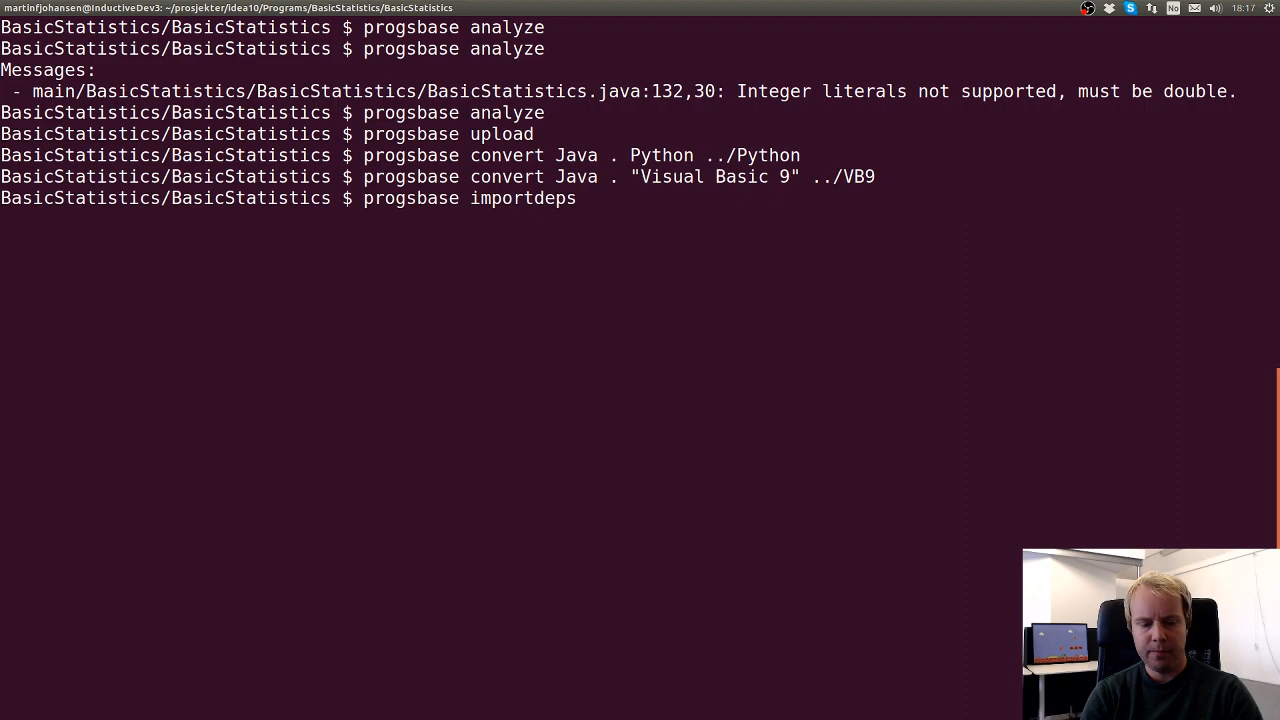 martinfjohansen@InductiveDev3: ~/prosjekter/idea10/Programs/BasicStatistics/BasicStatistics
No
18:17
BasicStatistics/BasicStatistics $ progsbase analyze
BasicStatistics/BasicStatistics $ progsbase analyze
Messages:
 - main/BasicStatistics/BasicStatistics/BasicStatistics.java:132,30: Integer literals not supported, must be double.
BasicStatistics/BasicStatistics $ progsbase analyze
BasicStatistics/BasicStatistics $ progsbase upload
BasicStatistics/BasicStatistics $ progsbase convert Java . Python ../Python
BasicStatistics/BasicStatistics $ progsbase convert Java . "Visual Basic 9" ../VB9
BasicStatistics/BasicStatistics $ progsbase importdeps